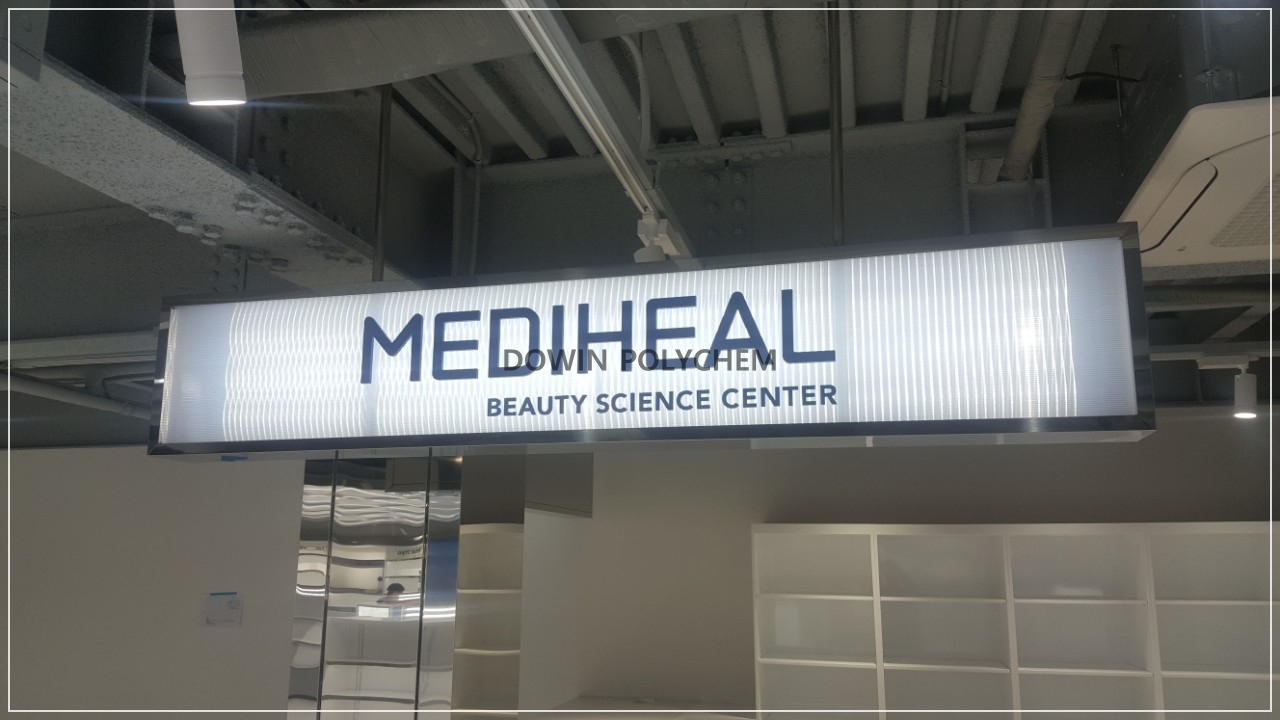 MEDIHEAL
DOWIN POLYCHEM
BEAUTY SCIENCE CENTER